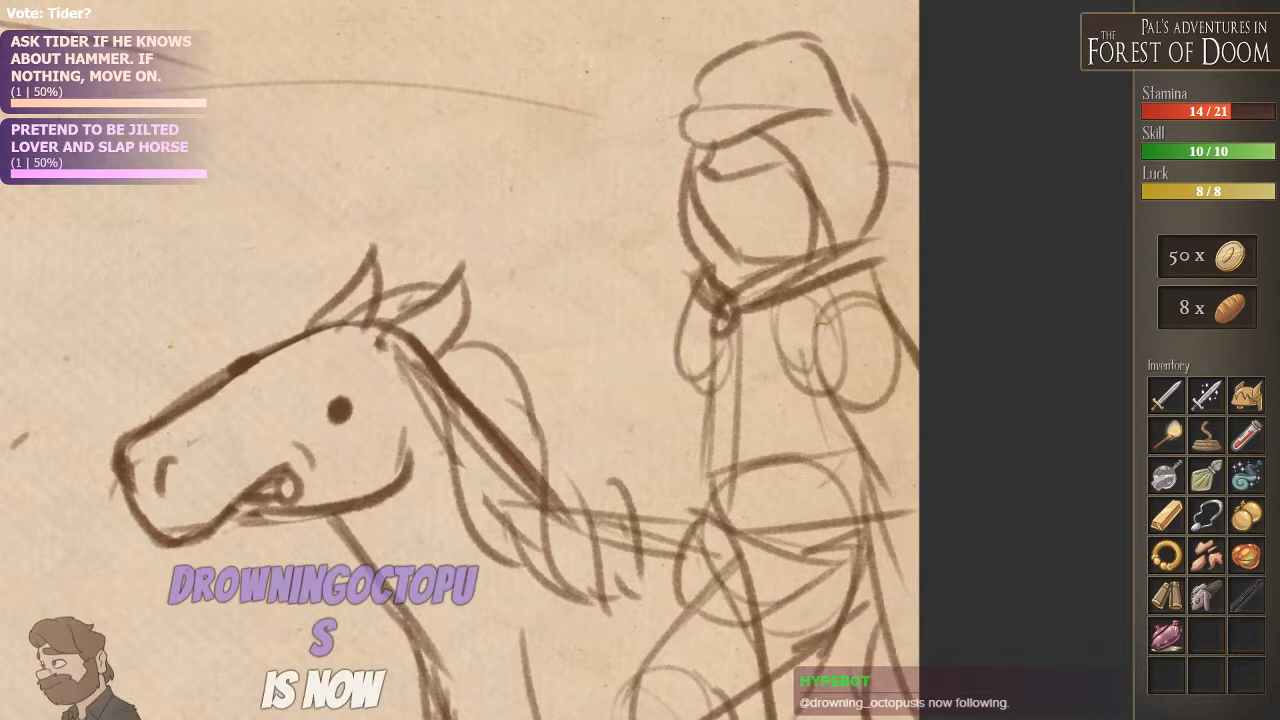 Vote: Tider?
ASK TIDER IF HE KNOWS
ABOUT HAMMER. IF
NOTHING, MOVE ON.
(1 | 50%)
PRETEND TO BE JILTED
LOVER AND SLAP HORSE
(1 | 50%)
PAL'S ADVENTURES IN
THE
FOREST OF DOOM
Stamina
14 / 21
Skill
10 / 10
Luck
8 / 8
50 x
8 x
Inventory
DROWNINGOCTOPU
S
IS NOW
HYPEBOT
@drowning_octopusis now following.